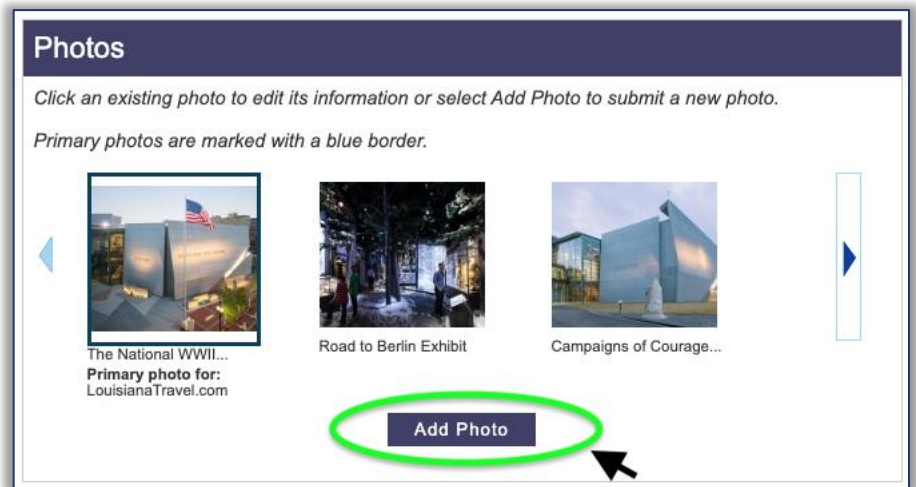 Photos
Click an existing photo to edit its information or select Add Photo to submit a new photo.
Primary photos are marked with a blue border.
The National WWII...
Primary photo for:
LouisianaTravel.com
Road to Berlin Exhibit
Campaigns of Courage...
Add Photo